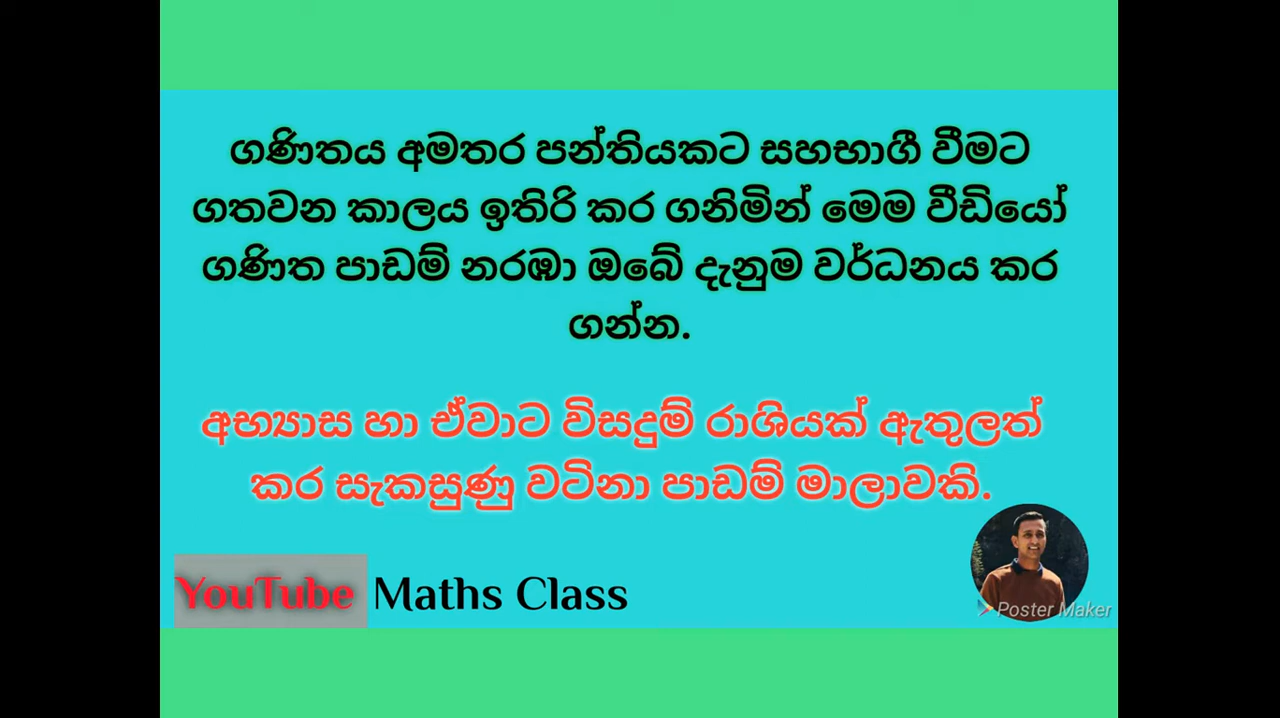 ගණිතය අමතර පන්තියකට සහභාගී වීමට
ගතවන කාලය ඉතිරි කර ගනිමින් මෙම වීඩියෝ
ගණිත පාඩම් නරඹා ඔබේ දැනුම වර්ධනය කර
ගන්න.
අභ්‍යාස හා ඒවාට විසදුම් රාශියක් ඇතුලත්
කර සැකසුණු වටිනා පාඩම් මාලාවකි.
YouTube Maths Class
Poster Maker